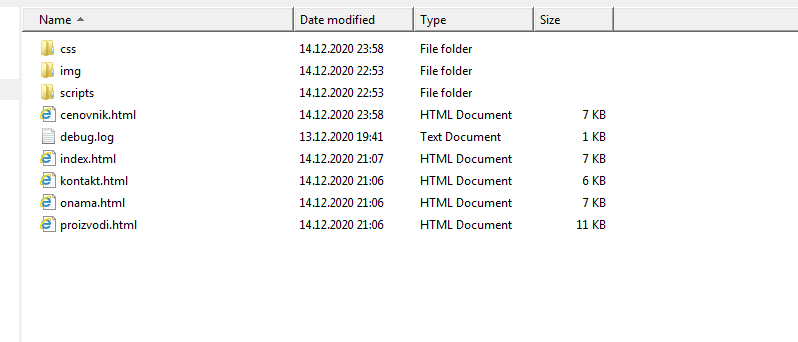 Name Date modified Type Size
css 14.12.2020 23:58 File folder
img 14.12.2020 22:53 File folder
scripts 14.12.2020 22:53 File folder
cenovnik.html 14.12.2020 23:58 HTML Document 7 KB
debug.log 13.12.2020 19:41 Text Document 1 KB
index.html 14.12.2020 21:07 HTML Document 7 KB
kontakt.html 14.12.2020 21:06 HTML Document 6 KB
onama.html 14.12.2020 21:06 HTML Document 7 KB
proizvodi.html 14.12.2020 21:06 HTML Document 11 KB